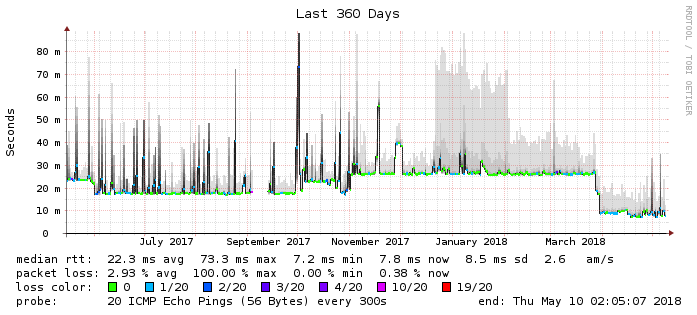 Last 360 Days
RRDTOOL / TOBI OETIKER
Seconds
80 m
70 m
60 m
50 m
40 m
30 m
20 m
10 m
0
July 2017 September 2017 November 2017 January 2018 March 2018
median rtt: 22.3 ms avg 73.3 ms max 7.2 ms min 7.8 ms now 8.5 ms sd 2.6 am/s
packet loss: 2.93 % avg 100.00 % max 0.00 % min 0.38 % now
loss color: 0 1/20 2/20 3/20 4/20 10/20 19/20
probe: 20 ICMP Echo Pings (56 Bytes) every 300s end: Thu May 10 02:05:07 2018